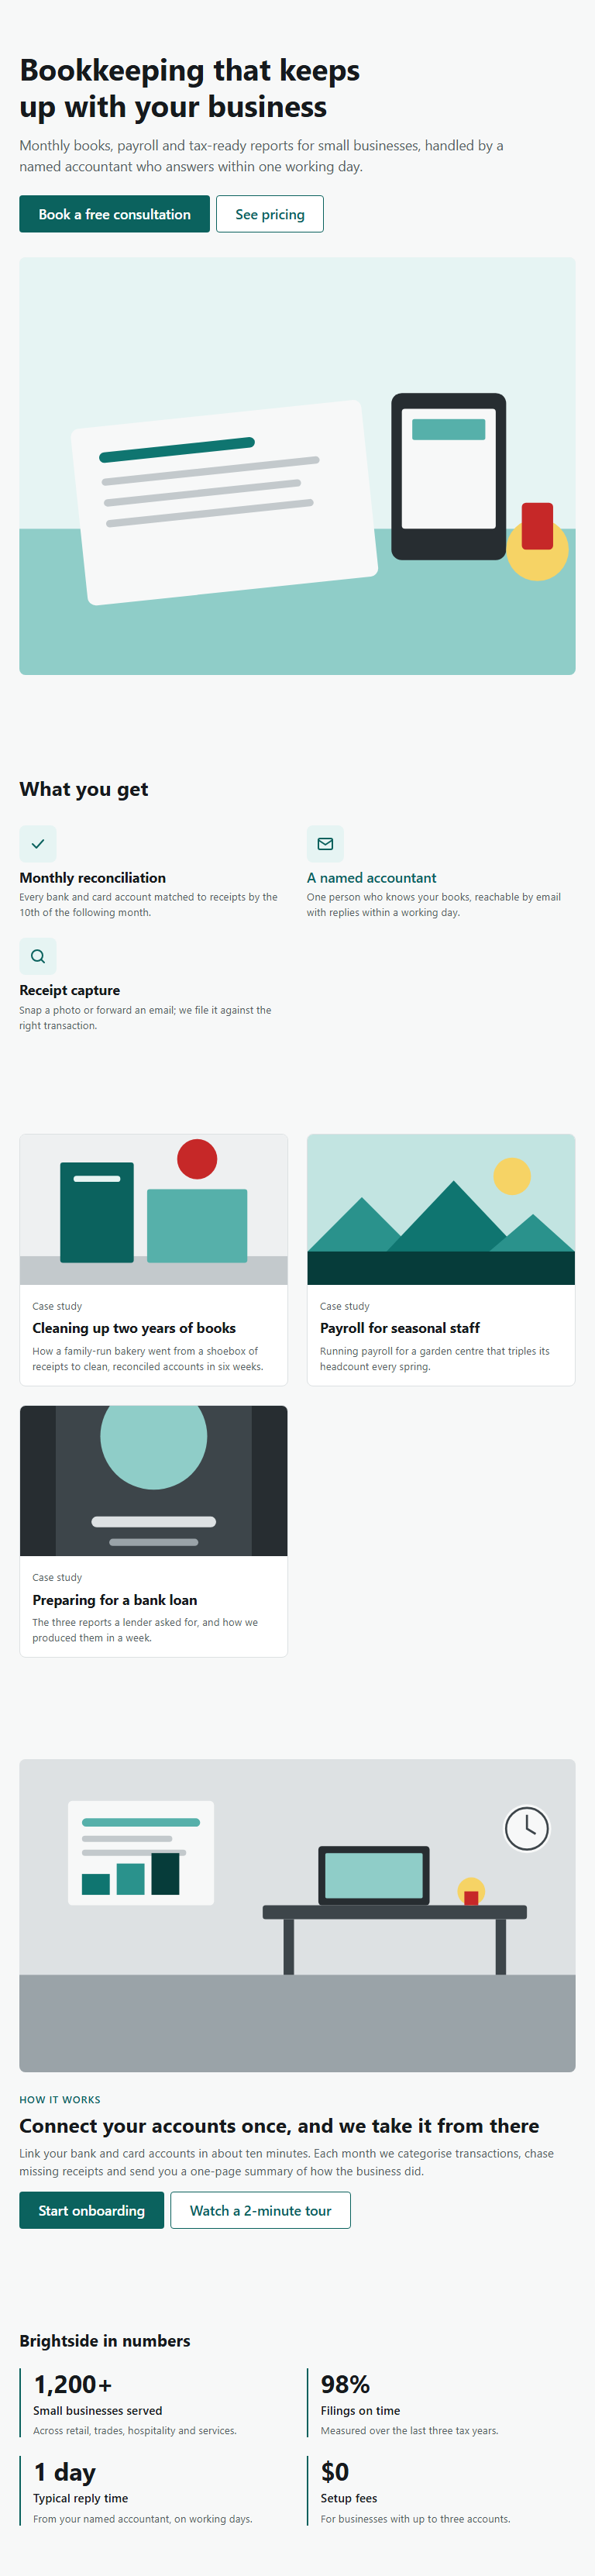 Bookkeeping that keeps
up with your business
Monthly books, payroll and tax-ready reports for small businesses, handled by a
named accountant who answers within one working day.
Book a free consultation
See pricing
What you get
Monthly reconciliation
Every bank and card account matched to receipts by the
10th of the following month.
A named accountant
One person who knows your books, reachable by email
with replies within a working day.
Receipt capture
Snap a photo or forward an email; we file it against the
right transaction.
Case study
Cleaning up two years of books
How a family-run bakery went from a shoebox of
receipts to clean, reconciled accounts in six weeks.
Case study
Payroll for seasonal staff
Running payroll for a garden centre that triples its
headcount every spring.
Case study
Preparing for a bank loan
The three reports a lender asked for, and how we
produced them in a week.
HOW IT WORKS
Connect your accounts once, and we take it from there
Link your bank and card accounts in about ten minutes. Each month we categorise transactions, chase
missing receipts and send you a one-page summary of how the business did.
Start onboarding
Watch a 2-minute tour
Brightside in numbers
1,200+
Small businesses served
Across retail, trades, hospitality and services.
98%
Filings on time
Measured over the last three tax years.
1 day
Typical reply time
From your named accountant, on working days.
$0
Setup fees
For businesses with up to three accounts.